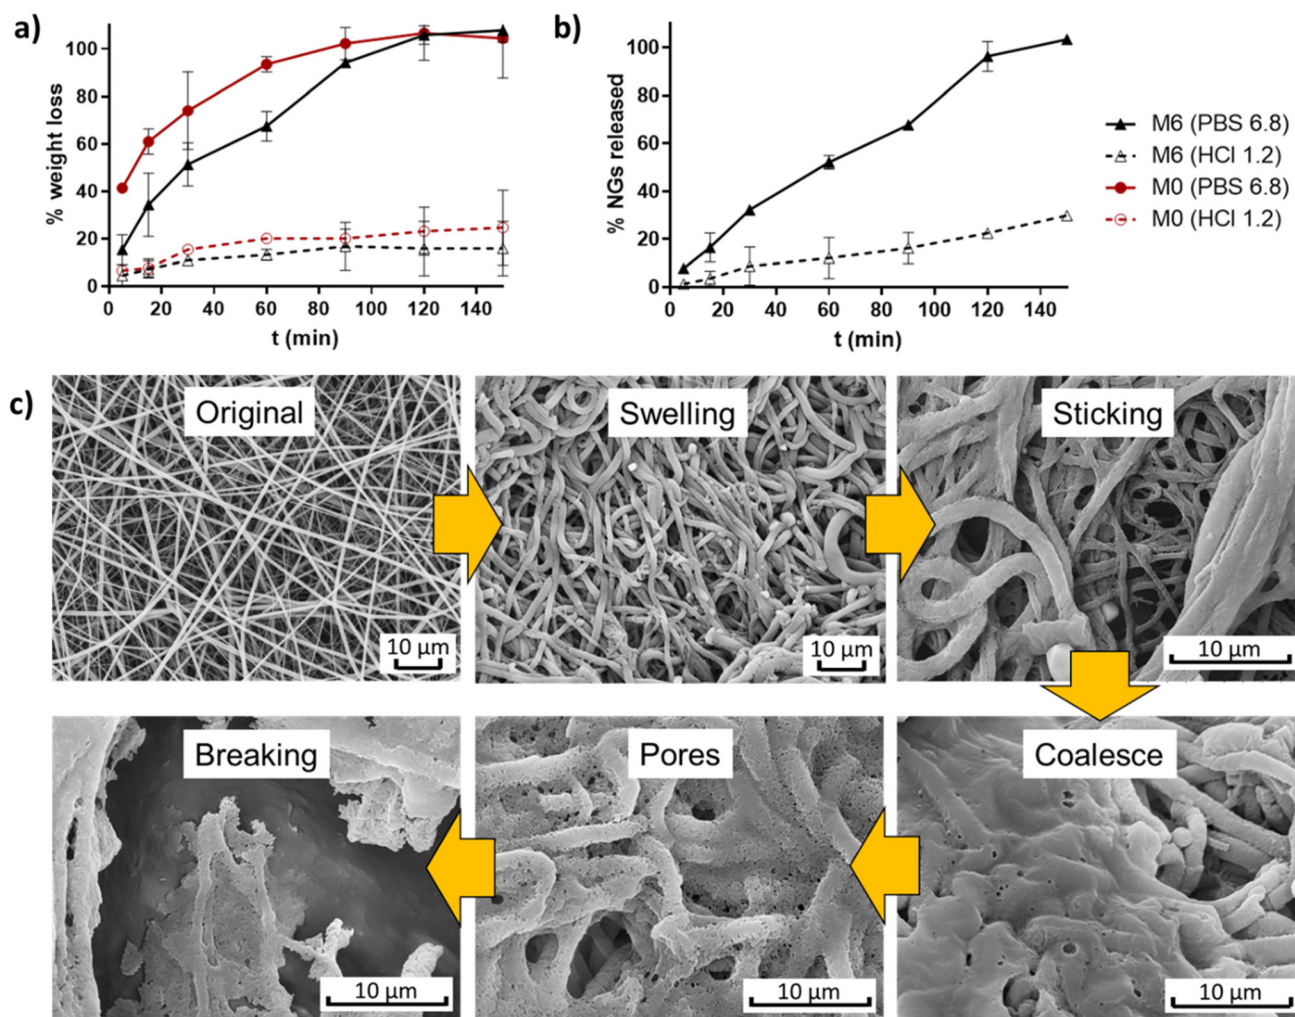 a)
% weight loss
100
80
60
40
20
0
0 20 40 60 80 100 120 140
t (min)
b)
% NGs released
100
80
60
40
20
0
0 20 40 60 80 100 120 140
t (min)
M6 (PBS 6.8)
M6 (HCl 1.2)
M0 (PBS 6.8)
M0 (HCl 1.2)
c)
Original
10 μm
Swelling
10 μm
Sticking
10 μm
Breaking
10 μm
Pores
10 μm
Coalesce
10 μm